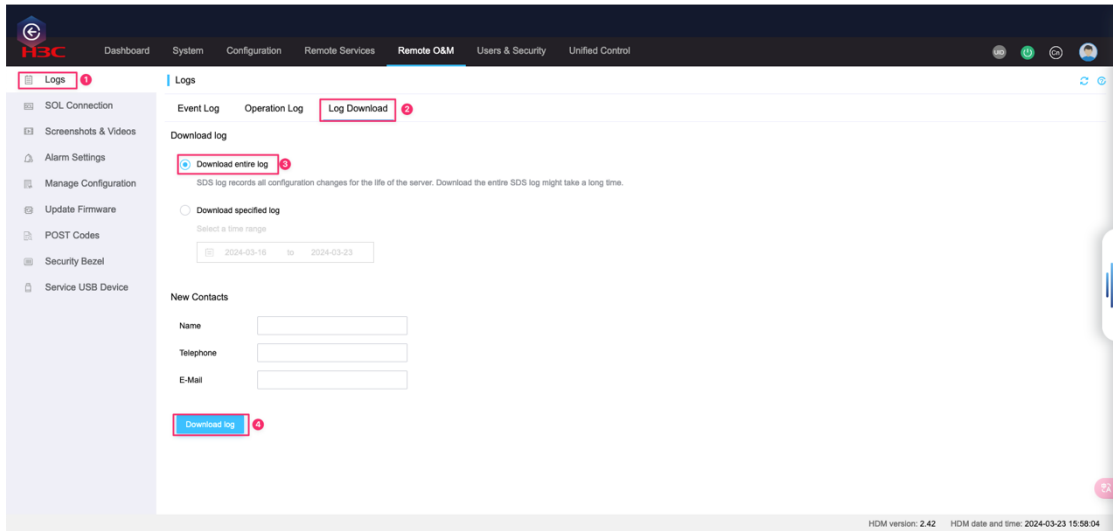 H3C Dashboard System Configuration Remote Services Remote O&M Users & Security Unified Control UID Cn
Logs 1
SOL Connection
Screenshots & Videos
Alarm Settings
Manage Configuration
Update Firmware
POST Codes
Security Bezel
Service USB Device
Logs
Event Log Operation Log Log Download 2
Download log
Download entire log 3
SDS log records all configuration changes for the life of the server. Download the entire SDS log might take a long time.
Download specified log
Select a time range
2024-03-16 to 2024-03-23
New Contacts
Name
Telephone
E-Mail
Download log 4
HDM version: 2.42 HDM date and time: 2024-03-23 15:58:04